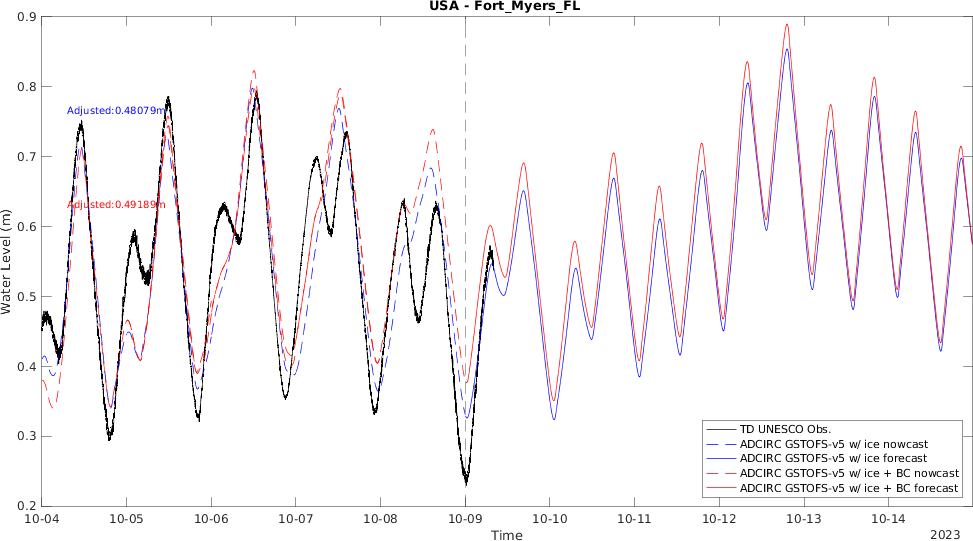 USA - Fort_Myers_FL
0.9
0.8
0.7
0.6
0.5
0.4
0.3
0.2
Water Level (m)
Adjusted:0.48079m
Adjusted:0.49189m
TD UNESCO Obs.
ADCIRC GSTOFS-v5 w/ ice nowcast
ADCIRC GSTOFS-v5 w/ ice forecast
ADCIRC GSTOFS-v5 w/ ice + BC nowcast
ADCIRC GSTOFS-v5 w/ ice + BC forecast
10-04 10-05 10-06 10-07 10-08 10-09 10-10 10-11 10-12 10-13 10-14
Time
2023